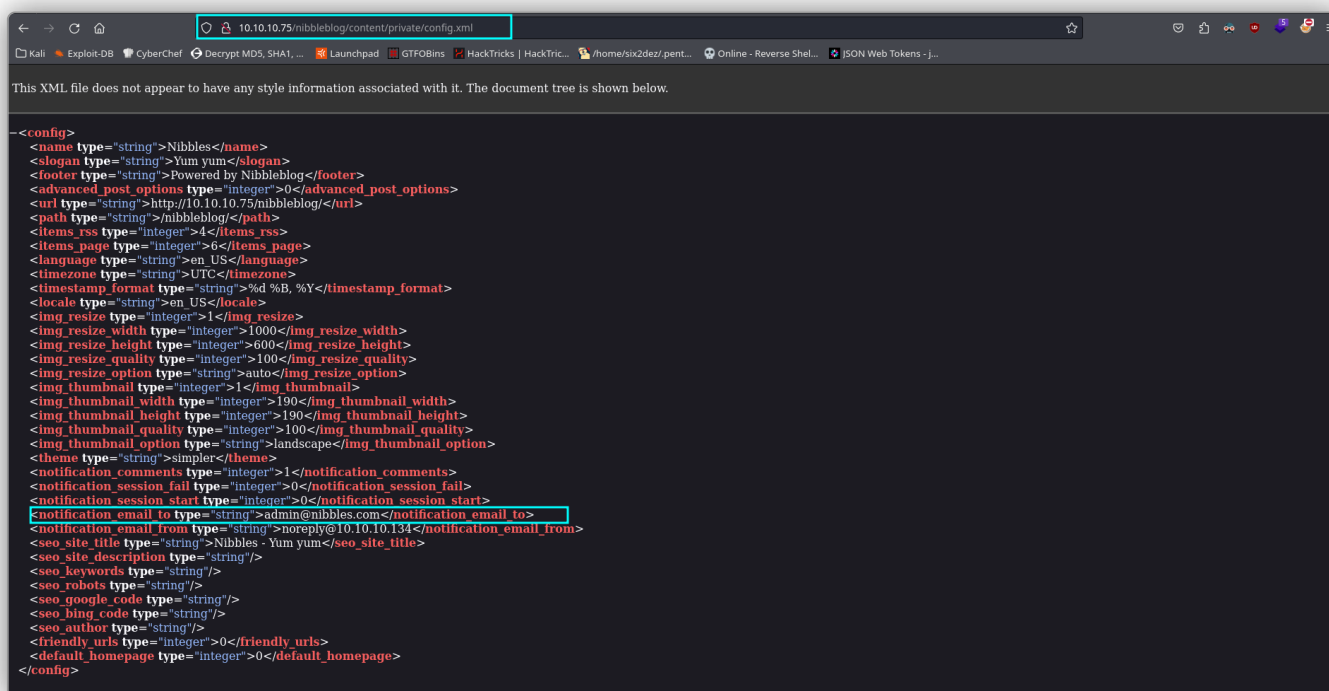 10.10.10.75/nibbleblog/content/private/config.xml
5
Kali Exploit-DB CyberChef Decrypt MD5, SHA1, ... Launchpad GTFOBins HackTricks | HackTric... /home/six2dez/.pent... Online - Reverse Shel... JSON Web Tokens - j...
This XML file does not appear to have any style information associated with it. The document tree is shown below.
−<config>
<name type="string">Nibbles</name>
<slogan type="string">Yum yum</slogan>
<footer type="string">Powered by Nibbleblog</footer>
<advanced_post_options type="integer">0</advanced_post_options>
<url type="string">http://10.10.10.75/nibbleblog/</url>
<path type="string">/nibbleblog/</path>
<items_rss type="integer">4</items_rss>
<items_page type="integer">6</items_page>
<language type="string">en_US</language>
<timezone type="string">UTC</timezone>
<timestamp_format type="string">%d %B, %Y</timestamp_format>
<locale type="string">en_US</locale>
<img_resize type="integer">1</img_resize>
<img_resize_width type="integer">1000</img_resize_width>
<img_resize_height type="integer">600</img_resize_height>
<img_resize_quality type="integer">100</img_resize_quality>
<img_resize_option type="string">auto</img_resize_option>
<img_thumbnail type="integer">1</img_thumbnail>
<img_thumbnail_width type="integer">190</img_thumbnail_width>
<img_thumbnail_height type="integer">190</img_thumbnail_height>
<img_thumbnail_quality type="integer">100</img_thumbnail_quality>
<img_thumbnail_option type="string">landscape</img_thumbnail_option>
<theme type="string">simpler</theme>
<notification_comments type="integer">1</notification_comments>
<notification_session_fail type="integer">0</notification_session_fail>
<notification_session_start type="integer">0</notification_session_start>
<notification_email_to type="string">admin@nibbles.com</notification_email_to>
<notification_email_from type="string">noreply@10.10.10.134</notification_email_from>
<seo_site_title type="string">Nibbles - Yum yum</seo_site_title>
<seo_site_description type="string"/>
<seo_keywords type="string"/>
<seo_robots type="string"/>
<seo_google_code type="string"/>
<seo_bing_code type="string"/>
<seo_author type="string"/>
<friendly_urls type="integer">0</friendly_urls>
<default_homepage type="integer">0</default_homepage>
</config>